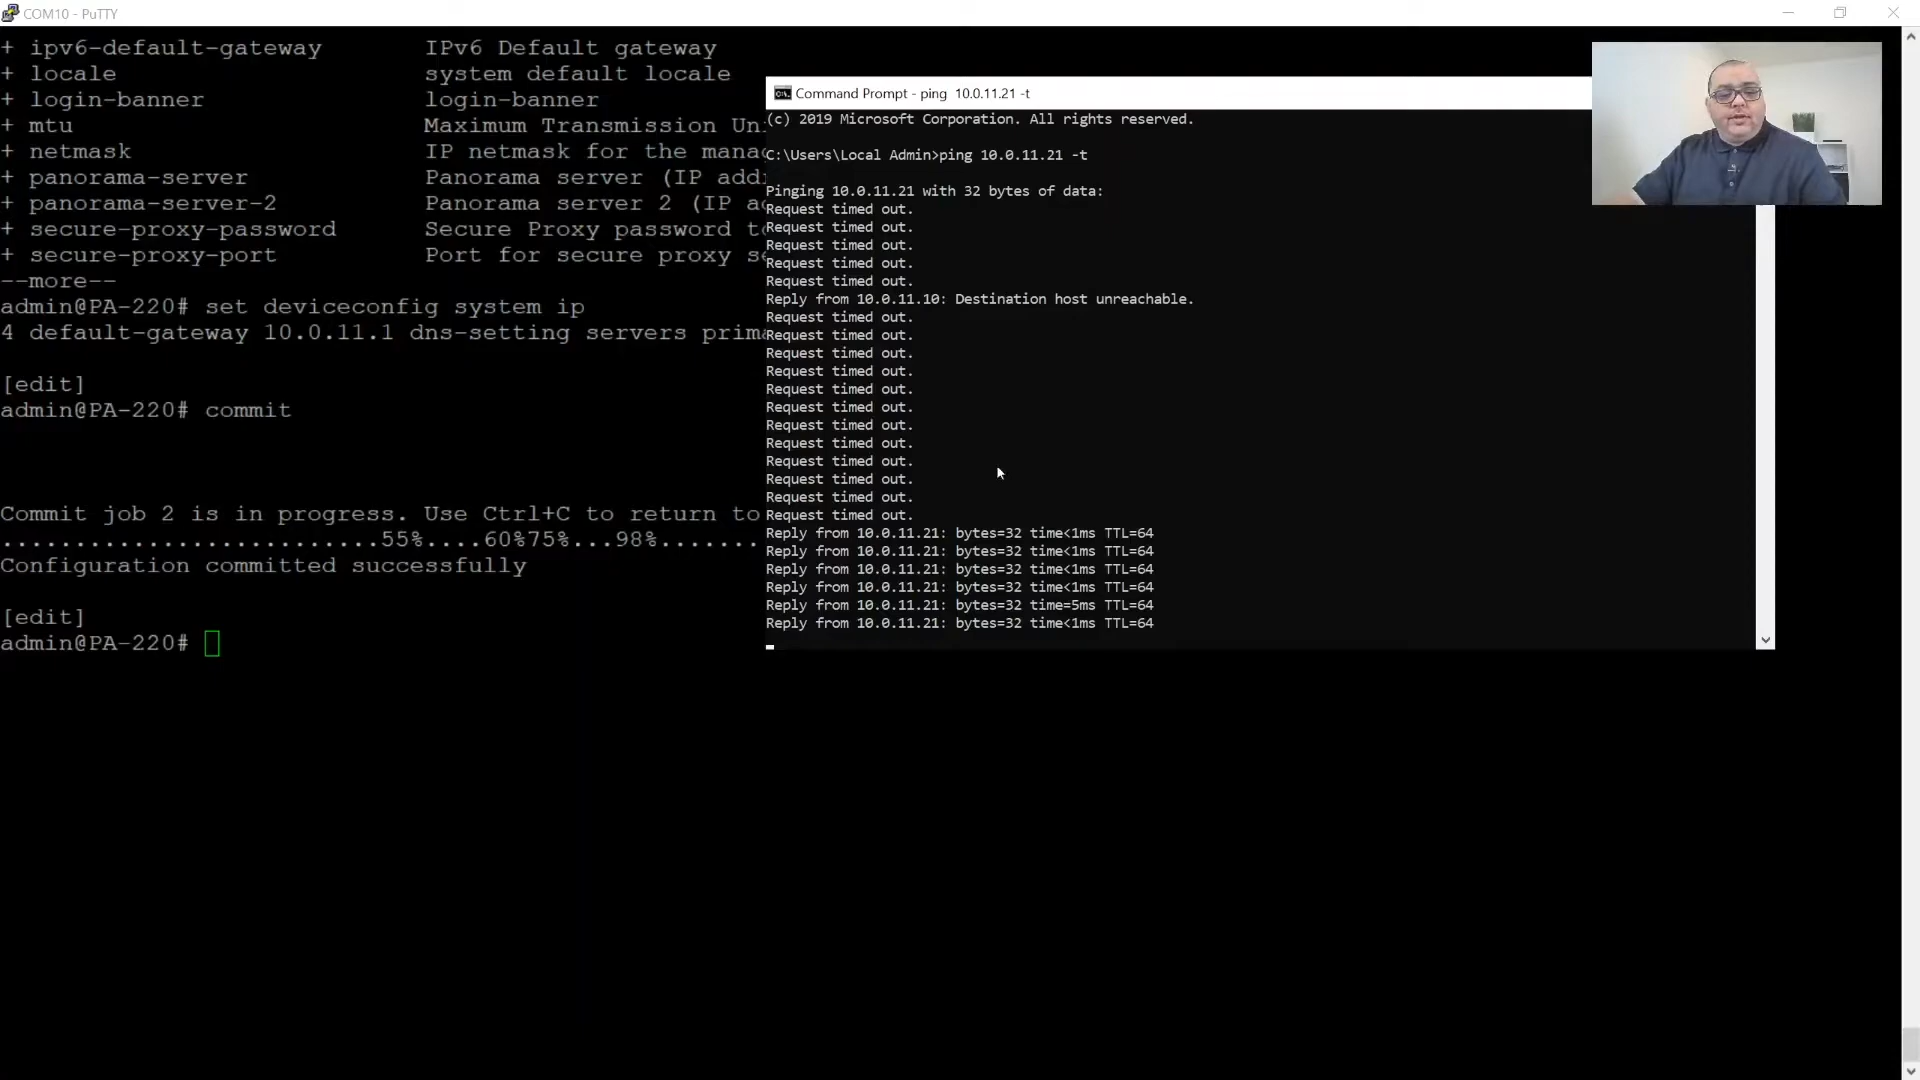 COM10 - PuTTY
+ ipv6-default-gateway IPv6 Default gateway
+ locale system default locale
+ login-banner login-banner
+ mtu Maximum Transmission
+ netmask IP netmask for the
+ panorama-server Panorama server (IP
+ panorama-server-2 Panorama server 2 (IP
+ secure-proxy-password Secure Proxy password
+ secure-proxy-port Port for secure proxy
--more--
admin@PA-220# set deviceconfig system ip
4 default-gateway 10.0.11.1 dns-setting servers
[edit]
admin@PA-220# commit
Commit job 2 is in progress. Use Ctrl+C to return to
...........................55%....60%75%...98%.......
Configuration committed successfully
[edit]
admin@PA-220#
Command Prompt - ping 10.0.11.21 -t
(c) 2019 Microsoft Corporation. All rights reserved.
C:\Users\Local Admin>ping 10.0.11.21 -t
Pinging 10.0.11.21 with 32 bytes of data:
Request timed out.
Request timed out.
Request timed out.
Request timed out.
Request timed out.
Reply from 10.0.11.10: Destination host unreachable.
Request timed out.
Request timed out.
Request timed out.
Request timed out.
Request timed out.
Request timed out.
Request timed out.
Request timed out.
Request timed out.
Request timed out.
Request timed out.
Request timed out.
Reply from 10.0.11.21: bytes=32 time<1ms TTL=64
Reply from 10.0.11.21: bytes=32 time<1ms TTL=64
Reply from 10.0.11.21: bytes=32 time<1ms TTL=64
Reply from 10.0.11.21: bytes=32 time<1ms TTL=64
Reply from 10.0.11.21: bytes=32 time=5ms TTL=64
Reply from 10.0.11.21: bytes=32 time<1ms TTL=64